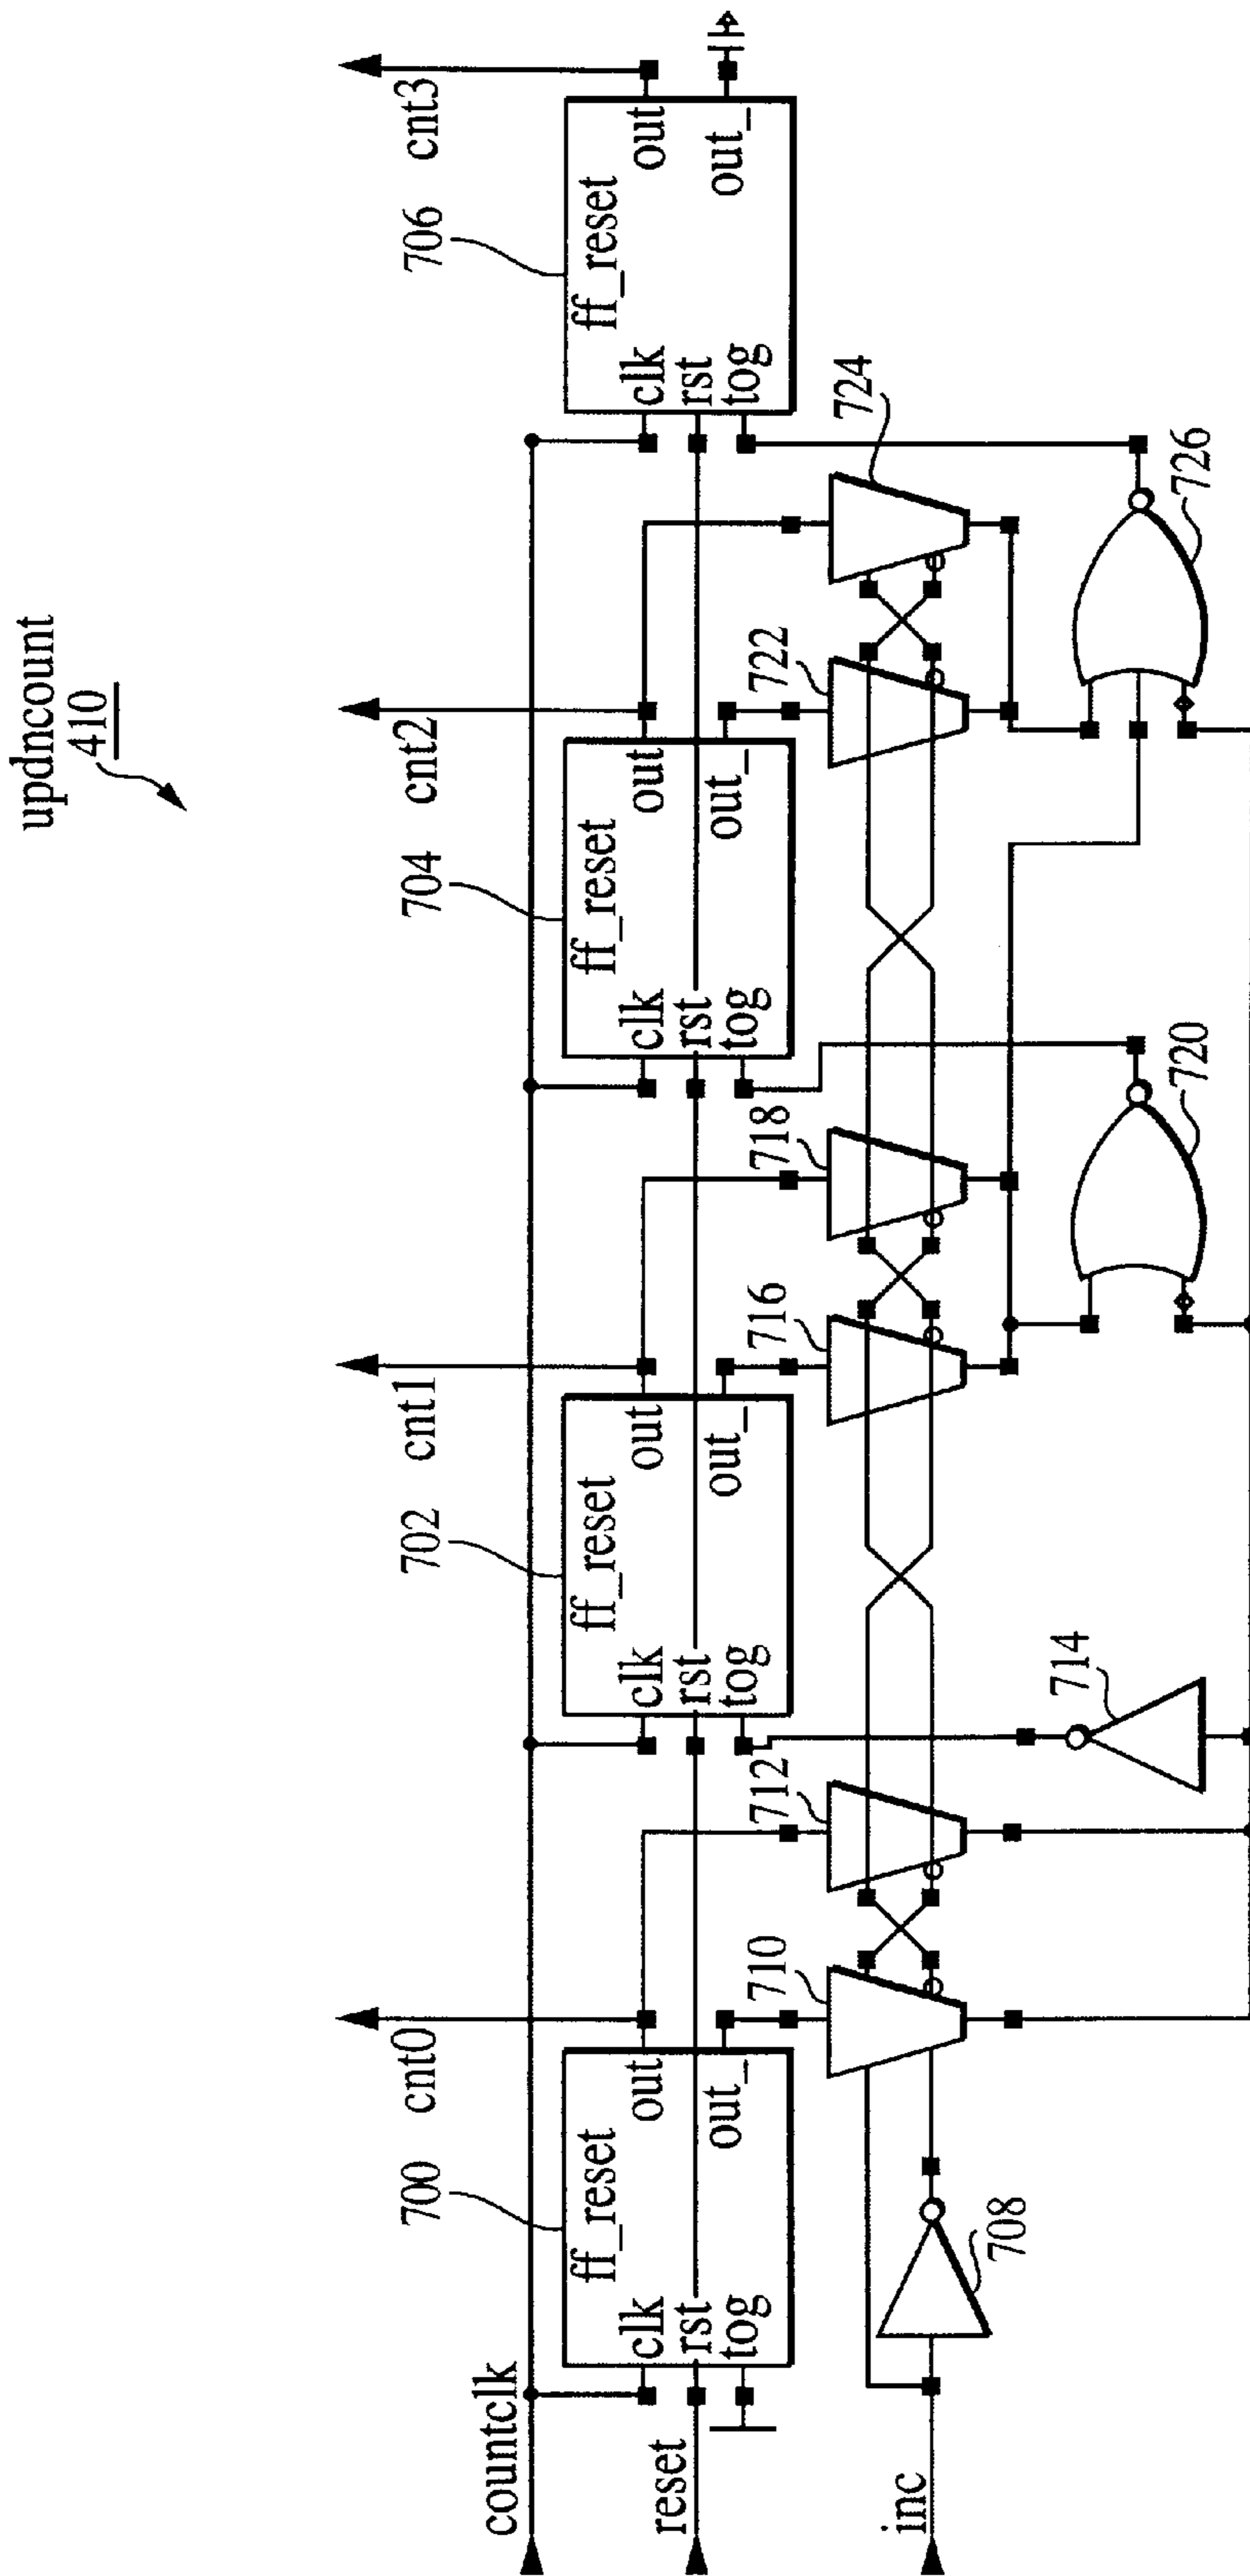 updncount
410
cnt0
cnt1
cnt2
cnt3
countclk
reset
inc
700
ff_reset
clk
rst
tog
out
out_
702
ff_reset
clk
rst
tog
out
out_
704
ff_reset
clk
rst
tog
out
out_
706
ff_reset
clk
rst
tog
out
out_
708
710
712
714
716
718
720
722
724
726